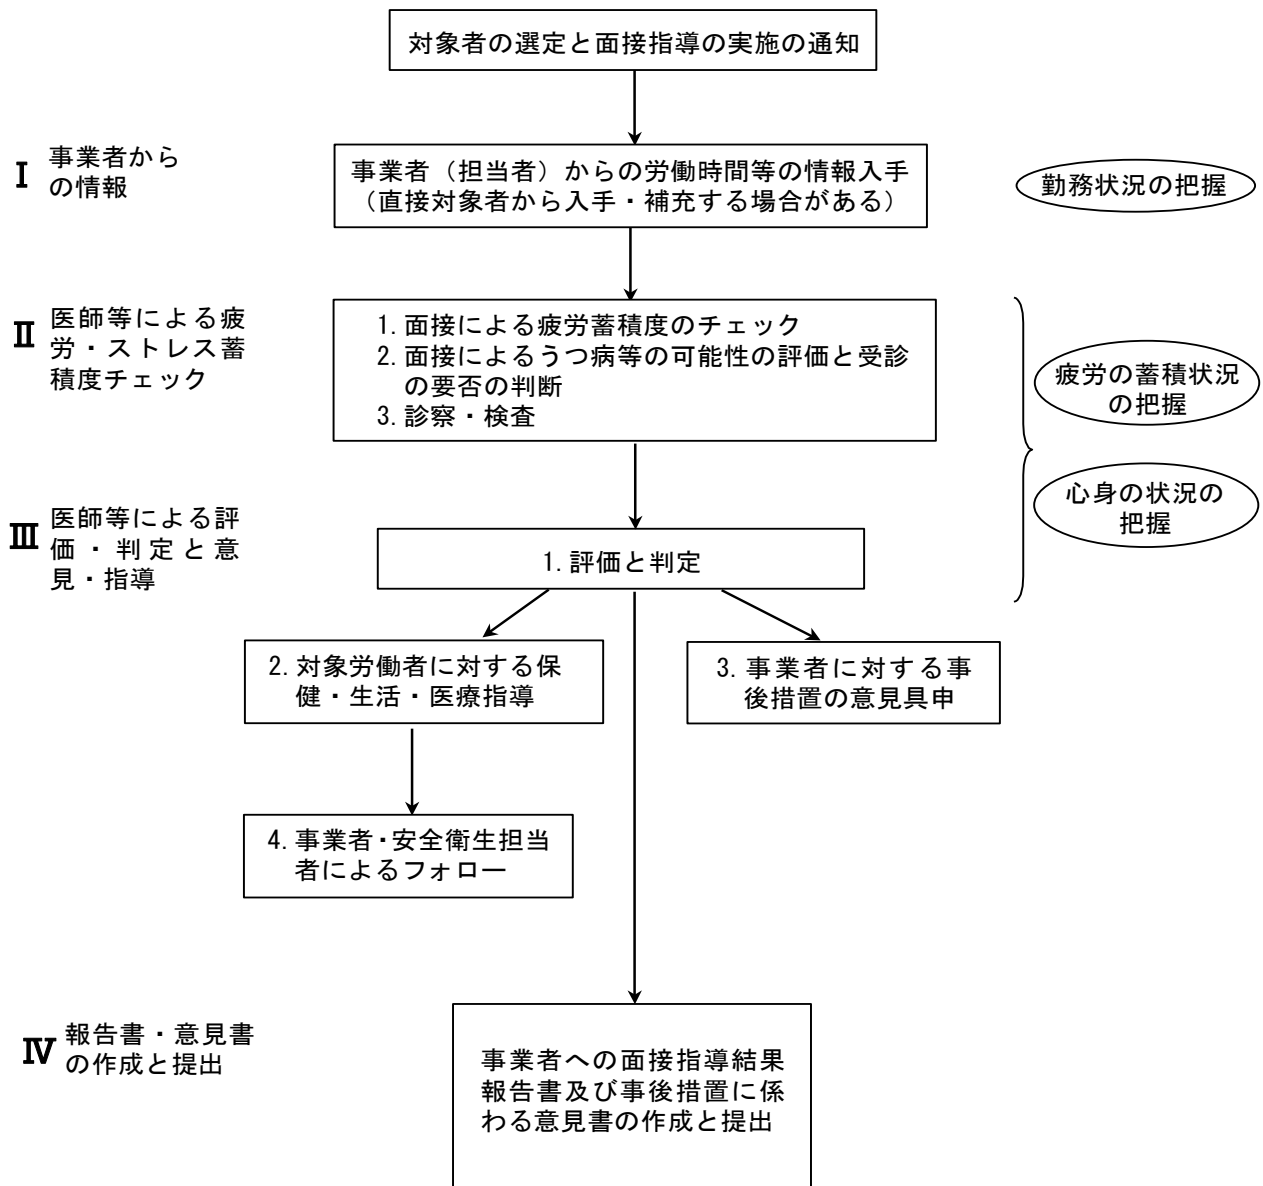 対象者の選定と面接指導の実施の通知
Ⅰ
事業者から
の情報
事業者（担当者）からの労働時間等の情報入手
（直接対象者から入手・補充する場合がある）
勤務状況の把握
Ⅱ
医師等による疲
労・ストレス蓄
積度チェック
1. 面接による疲労蓄積度のチェック
2. 面接によるうつ病等の可能性の評価と受診
の要否の判断
3. 診察・検査
疲労の蓄積状況
の把握
心身の状況の
把握
Ⅲ
医師等による評
価・判定と意
見・指導
1. 評価と判定
2. 対象労働者に対する保
健・生活・医療指導
3. 事業者に対する事
後措置の意見具申
4. 事業者・安全衛生担当
者によるフォロー
Ⅳ
報告書・意見書
の作成と提出
事業者への面接指導結果
報告書及び事後措置に係
わる意見書の作成と提出